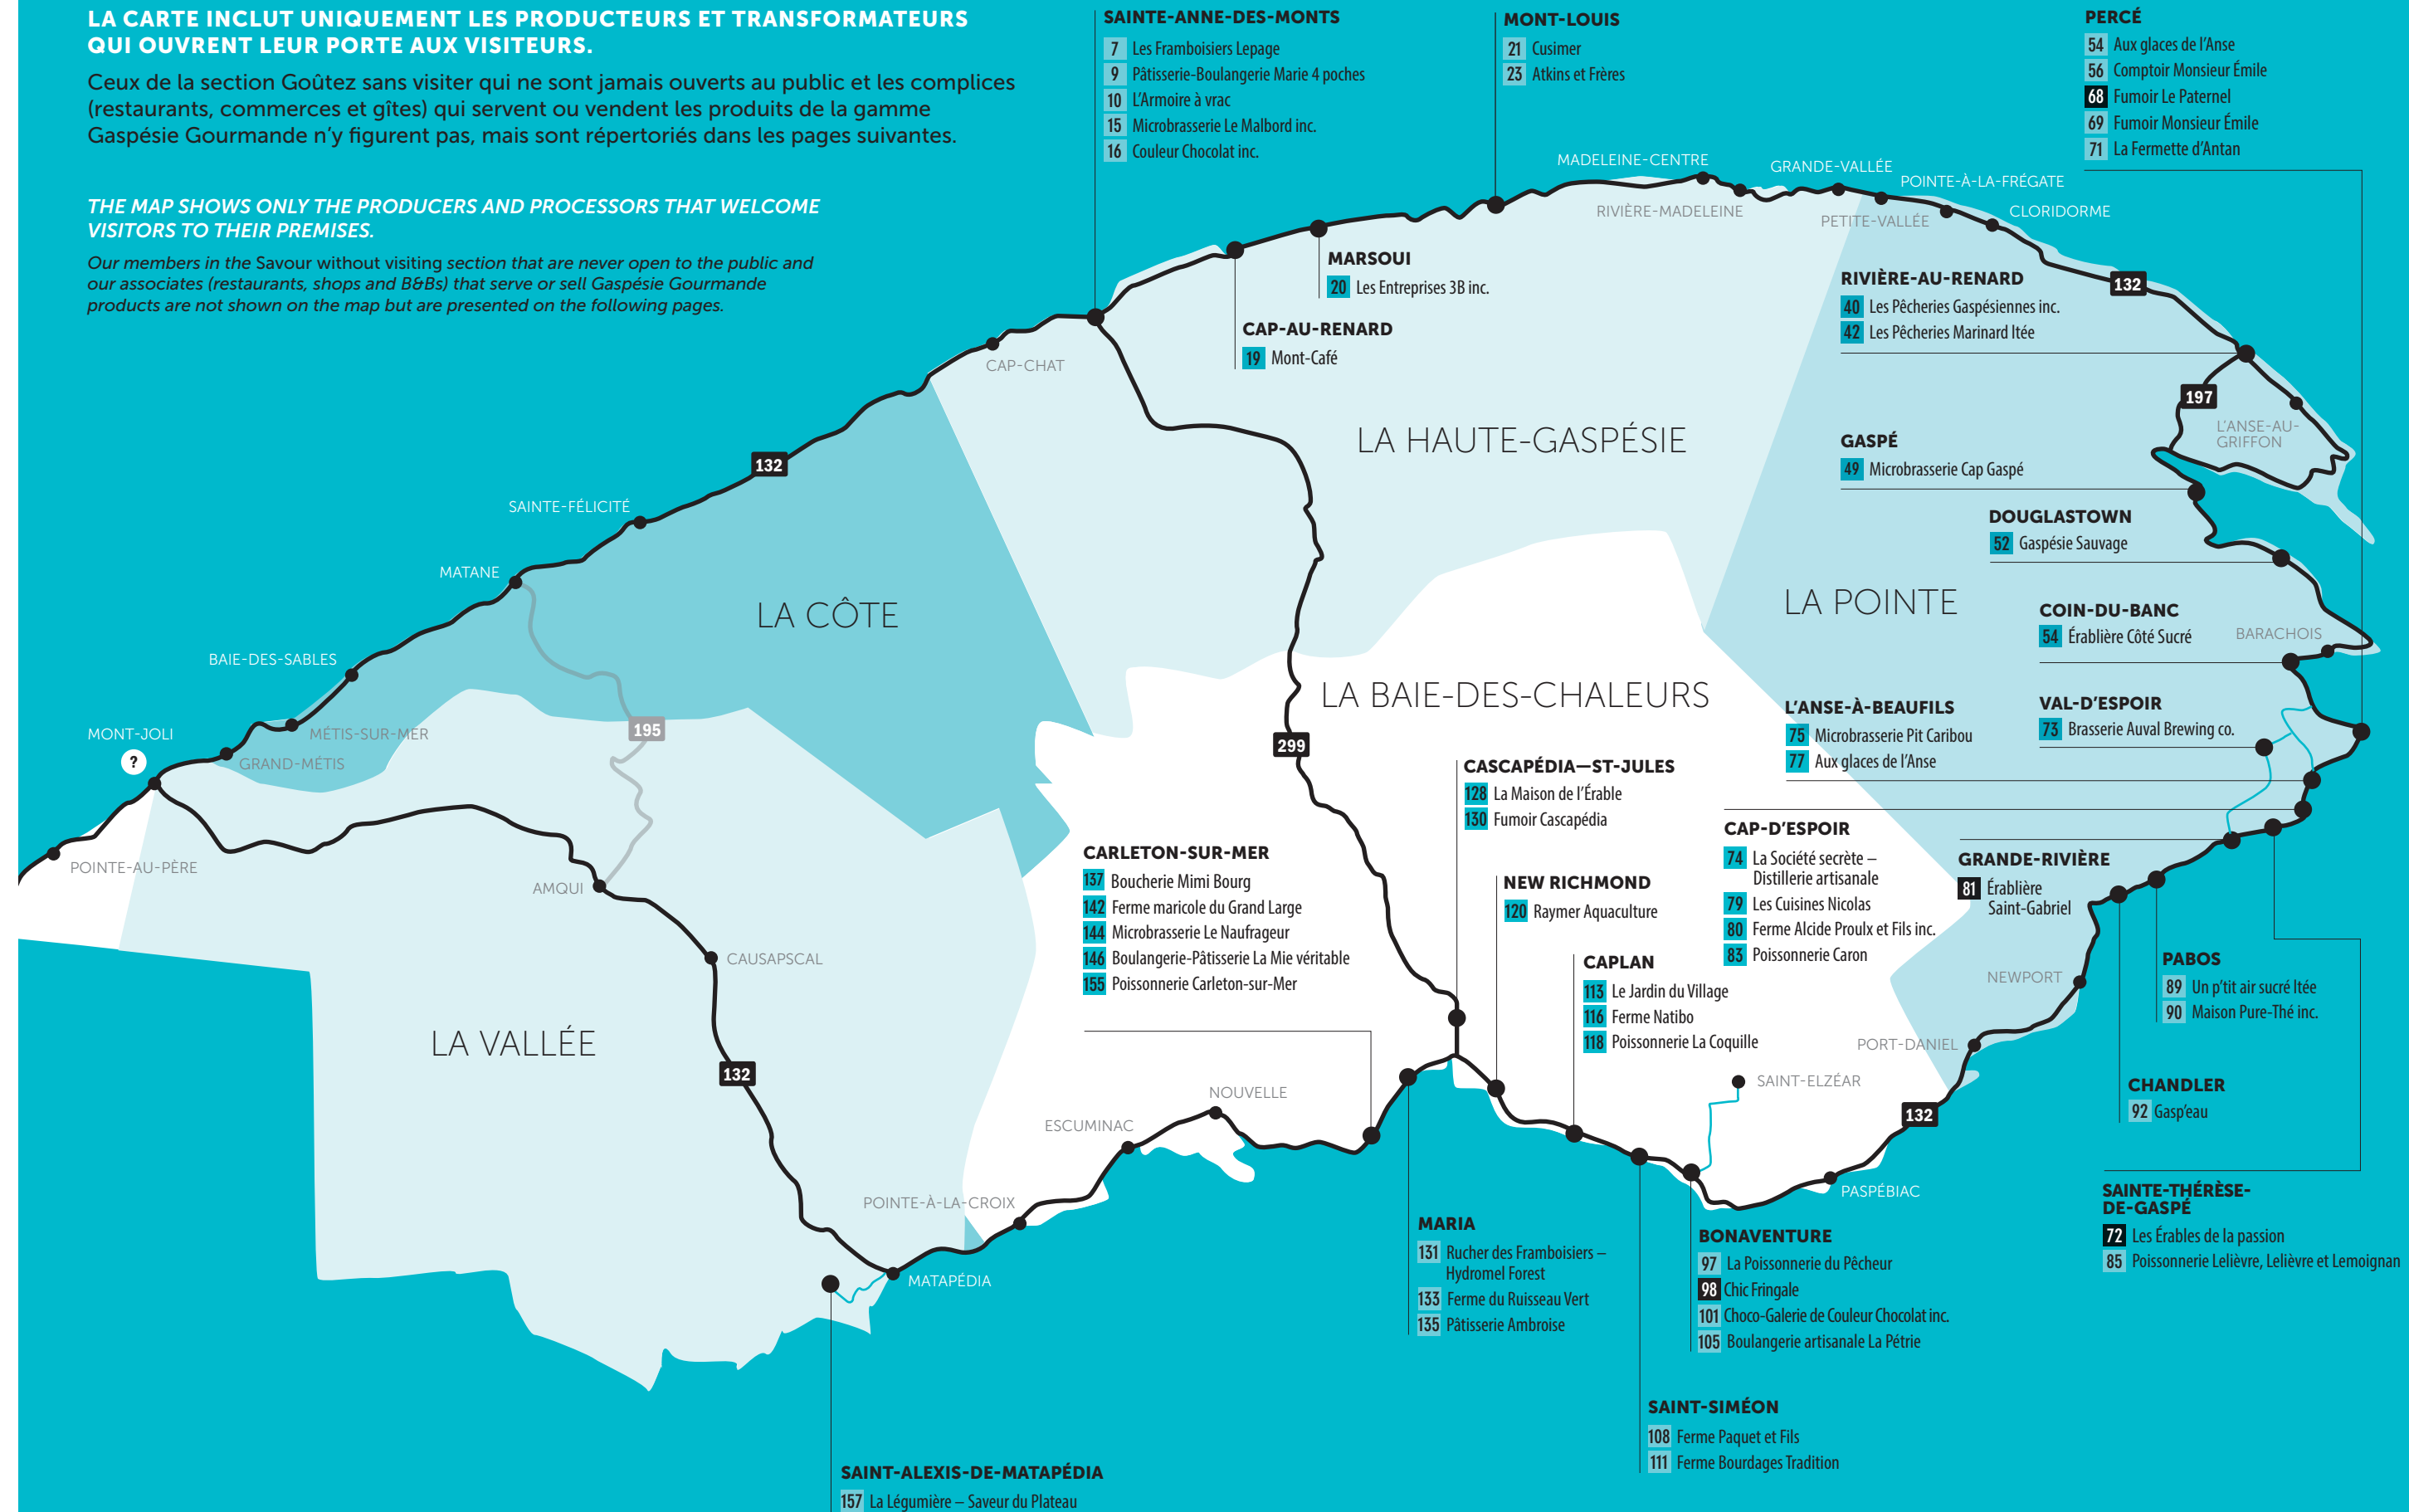 LA CARTE INCLUT UNIQUEMENT LES PRODUCTEURS ET TRANSFORMATEURS
QUI OUVRENT LEUR PORTE AUX VISITEURS.
Ceux de la section Goûtez sans visiter qui ne sont jamais ouverts au public et les complices
(restaurants, commerces et gîtes) qui servent ou vendent les produits de la gamme
Gaspésie Gourmande n'y figurent pas, mais sont répertoriés dans les pages suivantes.
THE MAP SHOWS ONLY THE PRODUCERS AND PROCESSORS THAT WELCOME
VISITORS TO THEIR PREMISES.
Our members in the Savour without visiting section that are never open to the public and
our associates (restaurants, shops and B&Bs) that serve or sell Gaspésie Gourmande
products are not shown on the map but are presented on the following pages.
SAINTE-ANNE-DES-MONTS
7 Les Framboisiers Lepage
9 Pâtisserie-Boulangerie Marie 4 poches
10 L'Armoire à vrac
15 Microbrasserie Le Malbord inc.
16 Couleur Chocolat inc.
MONT-LOUIS
21 Cusimer
23 Atkins et Frères
PERCÉ
54 Aux glaces de l'Anse
56 Comptoir Monsieur Émile
68 Fumoir Le Paternel
69 Fumoir Monsieur Émile
71 La Fermette d'Antan
MADELEINE-CENTRE
GRANDE-VALLÉE
POINTE-À-LA-FRÉGATE
RIVIÈRE-MADELEINE
PETITE-VALLÉE
CLORIDORME
MARSOUI
20 Les Entreprises 3B inc.
CAP-AU-RENARD
19 Mont-Café
RIVIÈRE-AU-RENARD
40 Les Pêcheries Gaspésiennes inc.
42 Les Pêcheries Marinard ltée
132
CAP-CHAT
197
L'ANSE-AU-
GRIFFON
LA HAUTE-GASPÉSIE
GASPÉ
49 Microbrasserie Cap Gaspé
132
SAINTE-FÉLICITÉ
DOUGLASTOWN
52 Gaspésie Sauvage
MATANE
LA CÔTE
LA POINTE
COIN-DU-BANC
54 Érablière Côté Sucré
BARACHOIS
BAIE-DES-SABLES
LA BAIE-DES-CHALEURS
L'ANSE-À-BEAUFILS
75 Microbrasserie Pit Caribou
77 Aux glaces de l'Anse
VAL-D'ESPOIR
73 Brasserie Auval Brewing co.
MONT-JOLI
?
MÉTIS-SUR-MER
GRAND-MÉTIS
195
299
CASCAPÉDIA—ST-JULES
128 La Maison de l'Érable
130 Fumoir Cascapédia
CAP-D'ESPOIR
74 La Société secrète –
Distillerie artisanale
79 Les Cuisines Nicolas
80 Ferme Alcide Proulx et Fils inc.
83 Poissonnerie Caron
GRANDE-RIVIÈRE
81 Érablière
Saint-Gabriel
POINTE-AU-PÈRE
AMQUI
CARLETON-SUR-MER
137 Boucherie Mimi Bourg
142 Ferme maricole du Grand Large
144 Microbrasserie Le Naufrageur
146 Boulangerie-Pâtisserie La Mie véritable
155 Poissonnerie Carleton-sur-Mer
NEW RICHMOND
120 Raymer Aquaculture
CAPLAN
113 Le Jardin du Village
116 Ferme Natibo
118 Poissonnerie La Coquille
CAUSAPSCAL
NEWPORT
PABOS
89 Un p'tit air sucré ltée
90 Maison Pure-Thé inc.
LA VALLÉE
PORT-DANIEL
132
SAINT-ELZÉAR
CHANDLER
92 Gasp'eau
NOUVELLE
ESCUMINAC
132
POINTE-À-LA-CROIX
PASPÉBIAC
SAINTE-THÉRÈSE-
DE-GASPÉ
72 Les Érables de la passion
85 Poissonnerie Lelièvre, Lelièvre et Lemoignan
MATAPÉDIA
MARIA
131 Rucher des Framboisiers –
Hydromel Forest
133 Ferme du Ruisseau Vert
135 Pâtisserie Ambroise
BONAVENTURE
97 La Poissonnerie du Pêcheur
98 Chic Fringale
101 Choco-Galerie de Couleur Chocolat inc.
105 Boulangerie artisanale La Pétrie
SAINT-SIMÉON
108 Ferme Paquet et Fils
111 Ferme Bourdages Tradition
SAINT-ALEXIS-DE-MATAPÉDIA
157 La Légumière – Saveur du Plateau